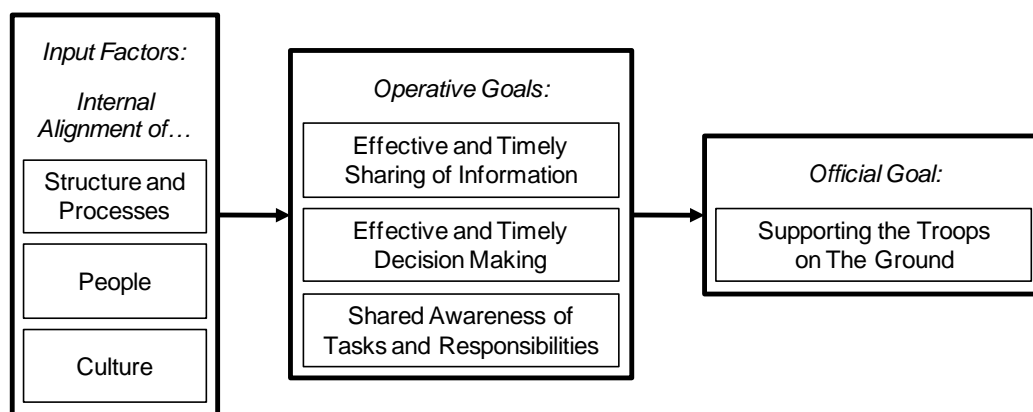 Input Factors:
Internal
Alignment of…
Structure and
Processes
People
Culture
Operative Goals:
Effective and Timely
Sharing of Information
Effective and Timely
Decision Making
Shared Awareness of
Tasks and Responsibilities
Official Goal:
Supporting the Troops
on The Ground